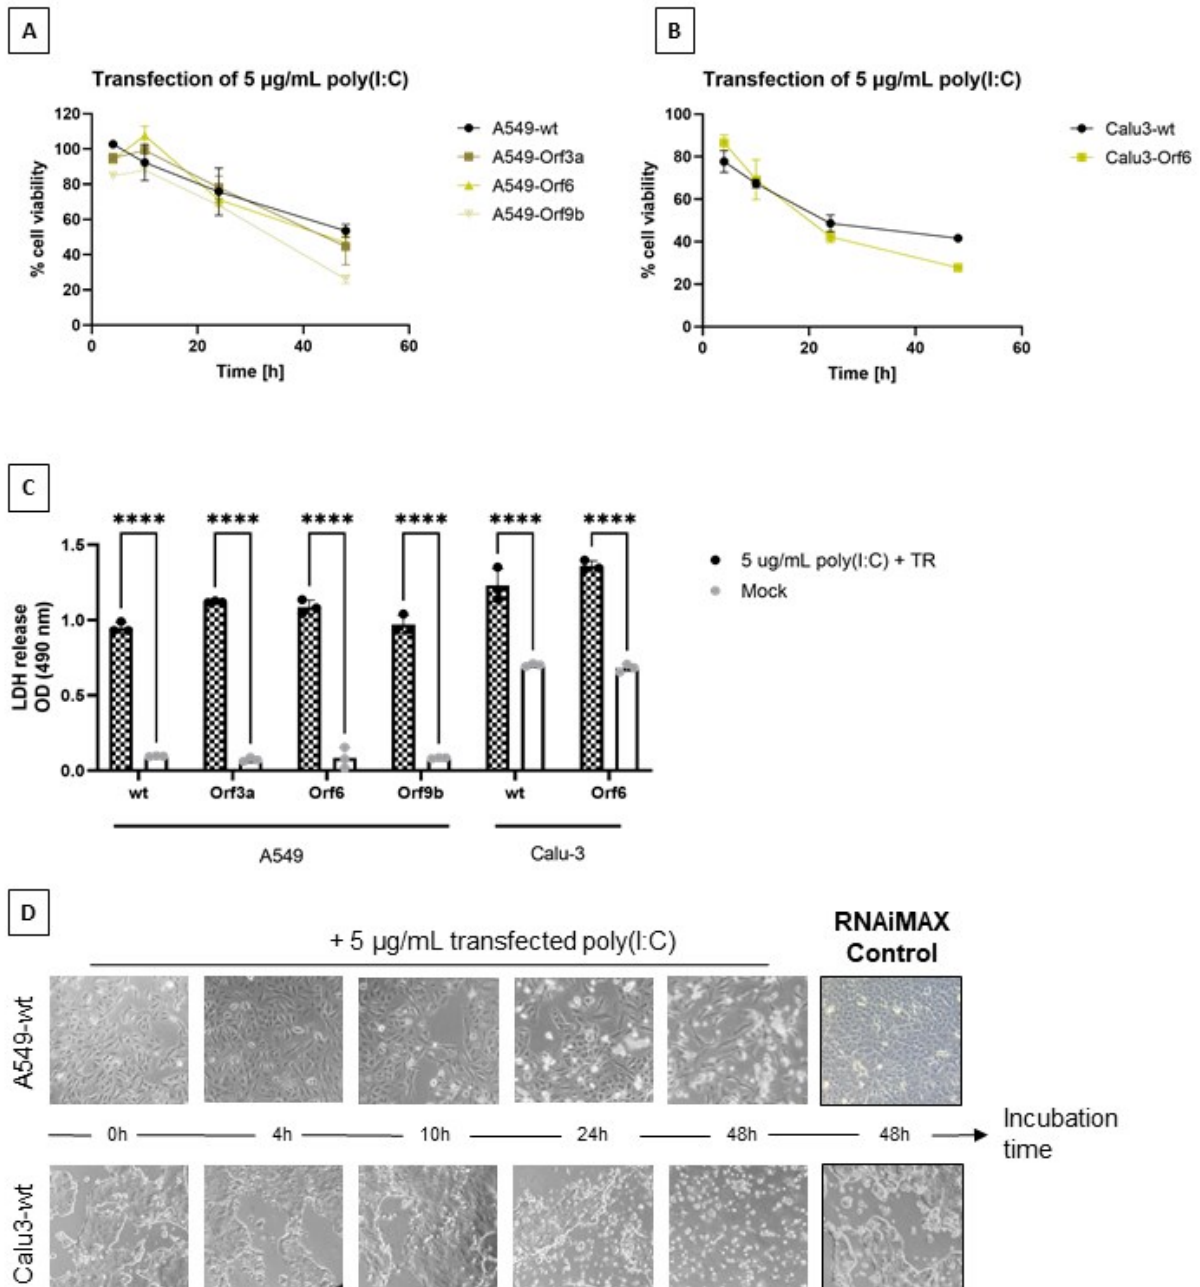 A
Transfection of 5 µg/mL poly(I:C)
% cell viability
120
100
80
60
40
20
0
0 20 40 60
Time [h]
A549-wt
A549-Orf3a
A549-Orf6
A549-Orf9b
B
Transfection of 5 µg/mL poly(I:C)
% cell viability
100
80
60
40
20
0
0 20 40 60
Time [h]
Calu3-wt
Calu3-Orf6
C
**** **** **** **** **** ****
LDH release
OD (490 nm)
1.5
1.0
0.5
0.0
wt Orf3a Orf6 Orf9b wt Orf6
A549 Calu-3
5 ug/mL poly(I:C) + TR
Mock
D
+ 5 µg/mL transfected poly(I:C)
RNAiMAX
Control
A549-wt
0h 4h 10h 24h 48h 48h
Incubation
time
Calu3-wt